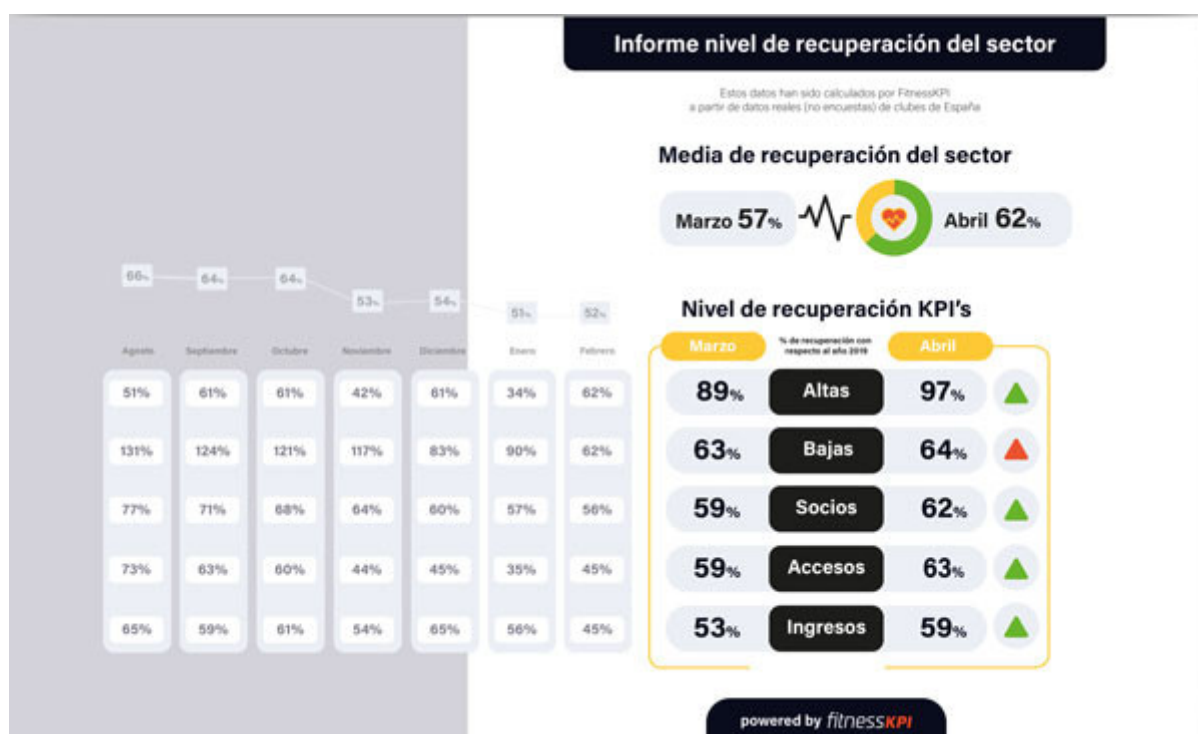 Informe nivel de recuperación del sector
Estos datos han sido calculados por FitnessKPI
a partir de datos reales (no encuestas) de clubes de España
Media de recuperación del sector
Marzo 57%
Abril 62%
66% 64% 64% 53% 54% 51% 52%
Agosto Septiembre Octubre Noviembre Diciembre Enero Febrero
51% 61% 61% 42% 61% 34% 62%
131% 124% 121% 117% 83% 90% 62%
77% 71% 68% 64% 60% 57% 56%
73% 63% 60% 44% 45% 35% 45%
65% 59% 61% 54% 65% 56% 45%
Nivel de recuperación KPI's
Marzo
% de recuperación con
respecto al año 2019
Abril
89% Altas 97%
63% Bajas 64%
59% Socios 62%
59% Accesos 63%
53% Ingresos 59%
powered by fitnessKPI